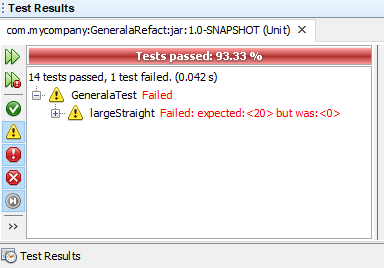 Test Results
com.mycompany:GeneralaRefact:jar:1.0-SNAPSHOT (Unit)
Tests passed: 93.33 %
14 tests passed, 1 test failed. (0.042 s)
GeneralaTest Failed
largeStraight Failed: expected:<20> but was:<0>
Test Results